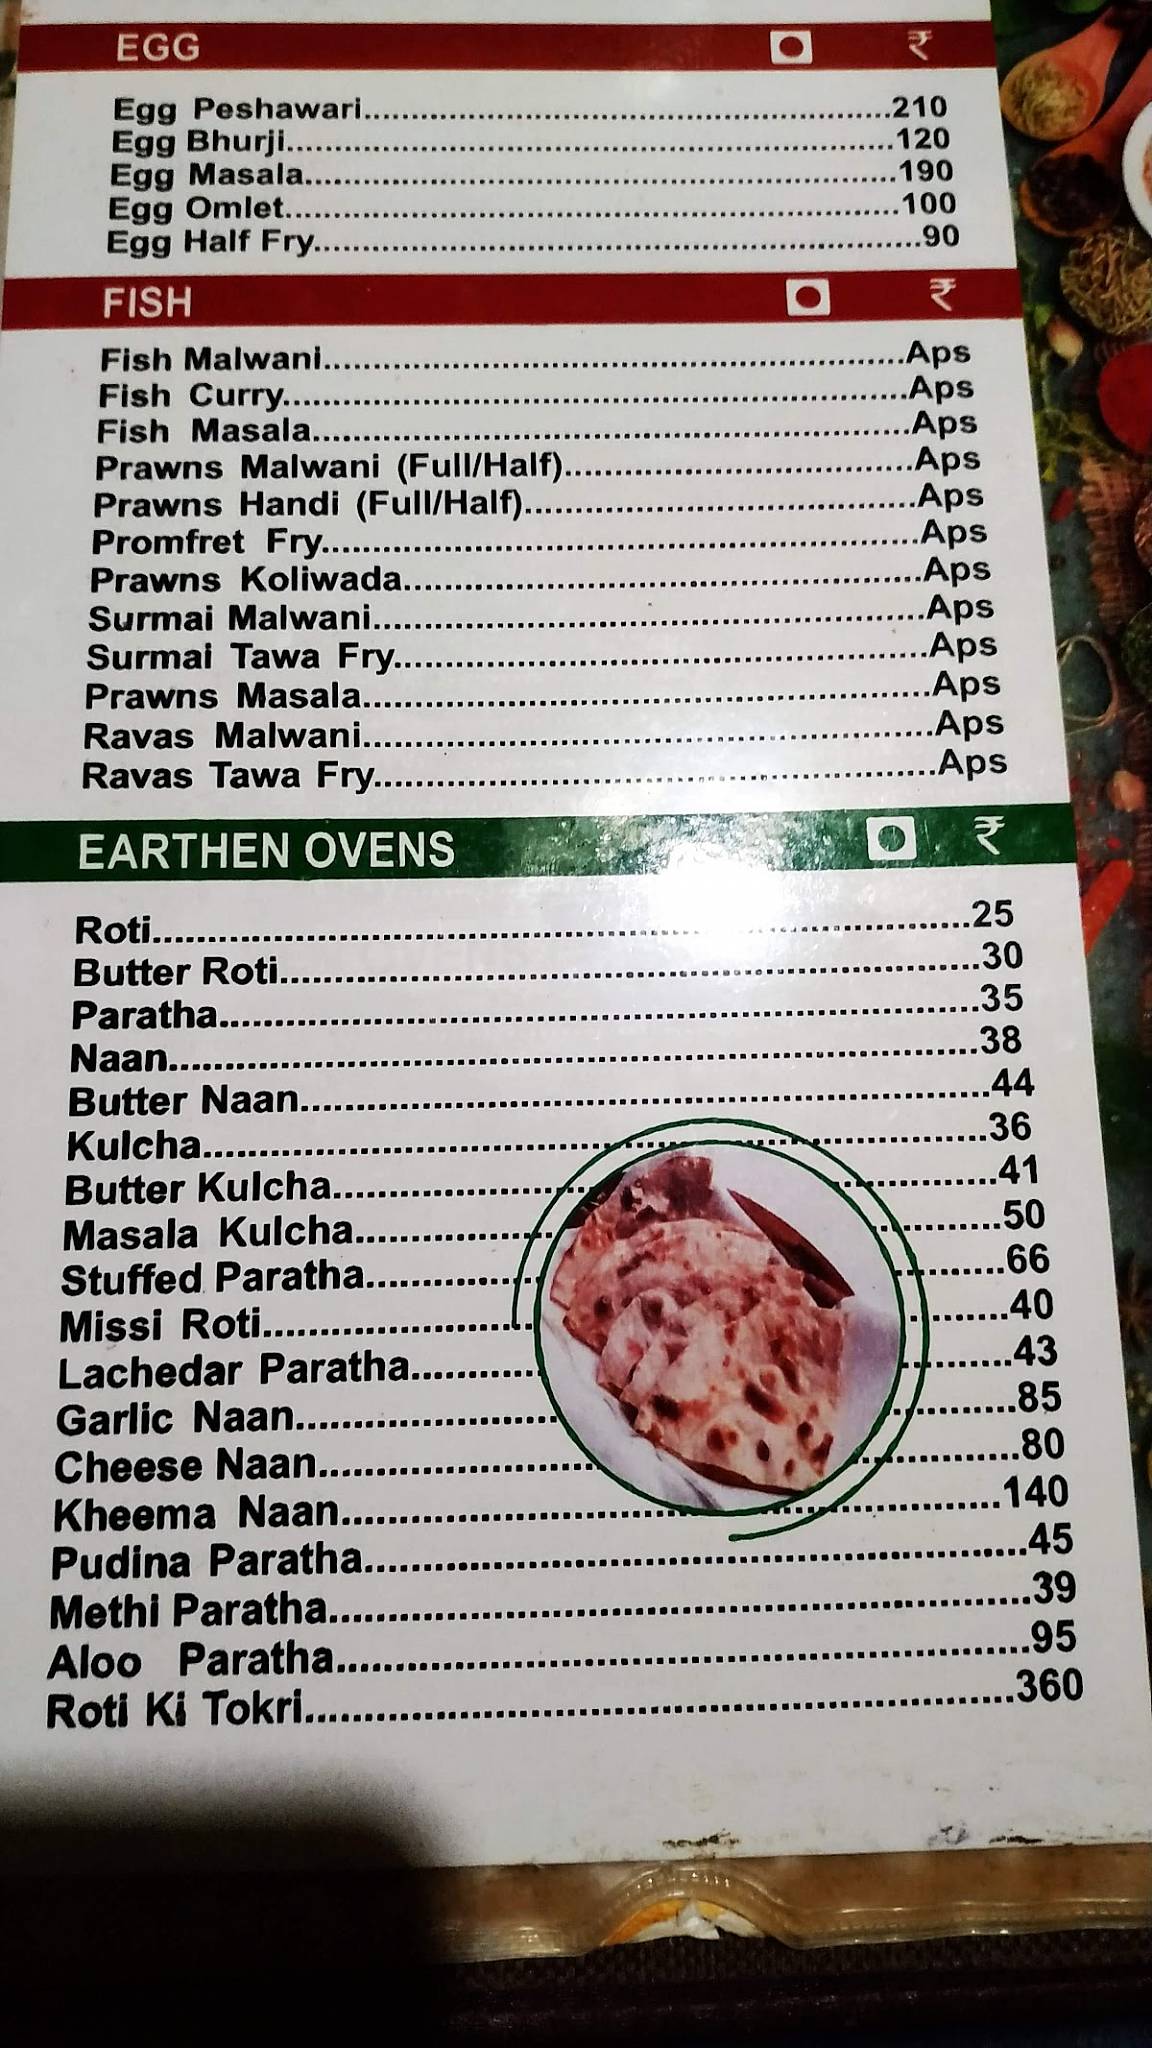 EGG ₹
Egg Peshawari..........210
Egg Bhurji..........120
Egg Masala..........190
Egg Omlet..........100
Egg Half Fry..........90
FISH ₹
Fish Malwani..........Aps
Fish Curry..........Aps
Fish Masala..........Aps
Prawns Malwani (Full/Half)..........Aps
Prawns Handi (Full/Half)..........Aps
Promfret Fry..........Aps
Prawns Koliwada..........Aps
Surmai Malwani..........Aps
Surmai Tawa Fry..........Aps
Prawns Masala..........Aps
Ravas Malwani..........Aps
Ravas Tawa Fry..........Aps
EARTHEN OVENS ₹
Roti..........25
Butter Roti..........30
Paratha..........35
Naan..........38
Butter Naan..........44
Kulcha..........36
Butter Kulcha..........41
Masala Kulcha..........50
Stuffed Paratha..........66
Missi Roti..........40
Lachedar Paratha..........43
Garlic Naan..........85
Cheese Naan..........80
Kheema Naan..........140
Pudina Paratha..........45
Methi Paratha..........39
Aloo Paratha..........95
Roti Ki Tokri..........360